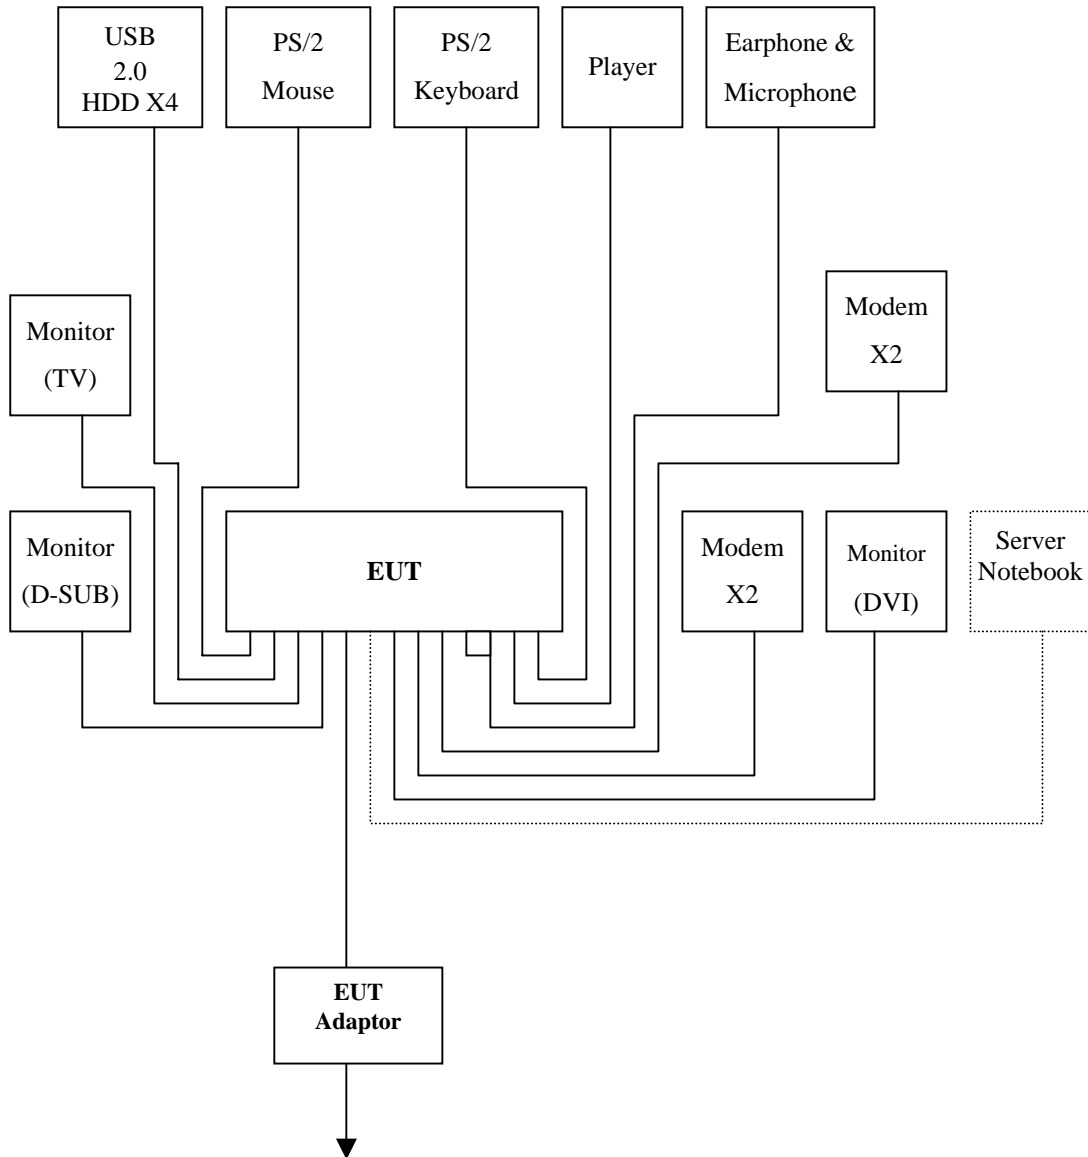 USB
2.0
HDD X4
PS/2
Mouse
PS/2
Keyboard
Player
Earphone &
Microphone
Monitor
(TV)
Modem
X2
Monitor
(D-SUB)
EUT
Modem
X2
Monitor
(DVI)
Server
Notebook
EUT
Adaptor